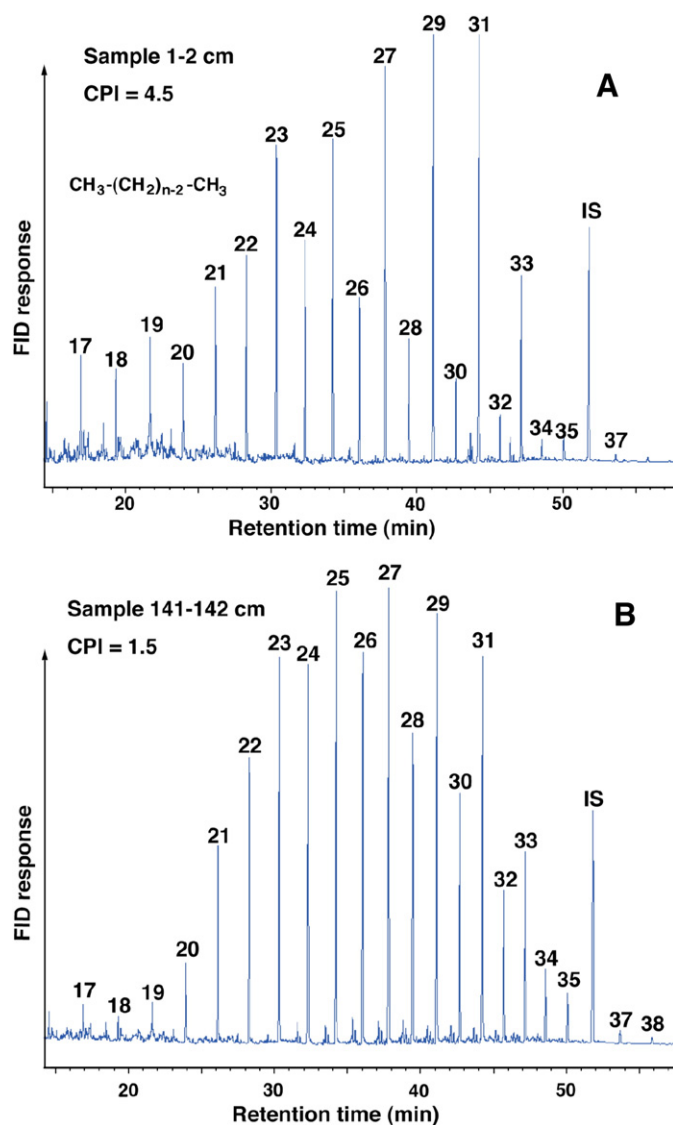 Sample 1-2 cm
CPI = 4.5
A
CH3-(CH2)n-2-CH3
FID response
17 18 19 20 21 22 23 24 25 26 27 28 29 30 31 32 33 34 35 IS 37
20 30 40 50
Retention time (min)
Sample 141-142 cm
CPI = 1.5
B
FID response
17 18 19 20 21 22 23 24 25 26 27 28 29 30 31 32 33 34 35 IS 37 38
20 30 40 50
Retention time (min)